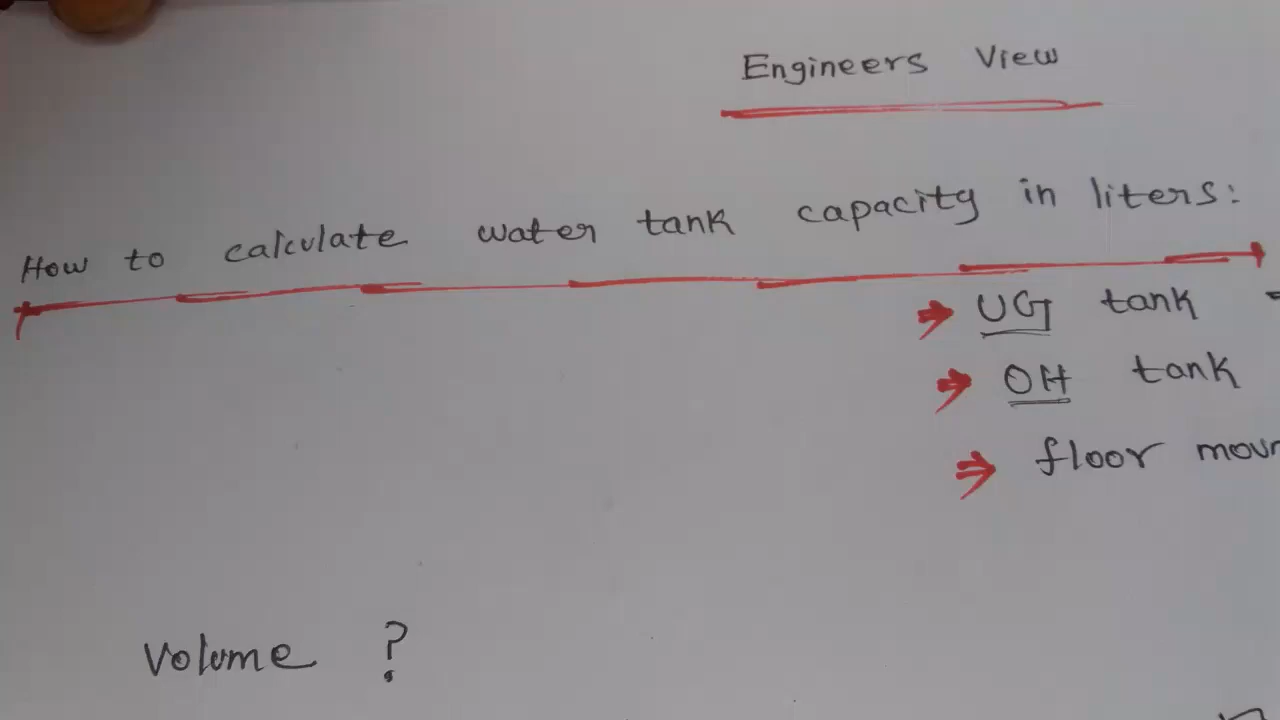 Engineers View
How to calculate water tank capacity in liters:
⇒ UG tank
⇒ OH tank
⇒ floor
Volume ?